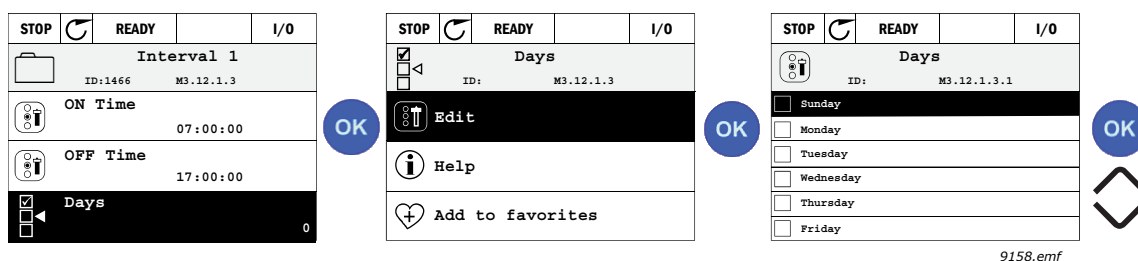 STOP READY I/O
Interval 1
ID:1466 M3.12.1.3
ON Time
07:00:00
OFF Time
17:00:00
Days
0
OK
STOP READY I/O
Days
ID: M3.12.1.3
Edit
Help
Add to favorites
OK
STOP READY I/O
Days
ID: M3.12.1.3.1
Sunday
Monday
Tuesday
Wednesday
Thursday
Friday
OK
9158.emf